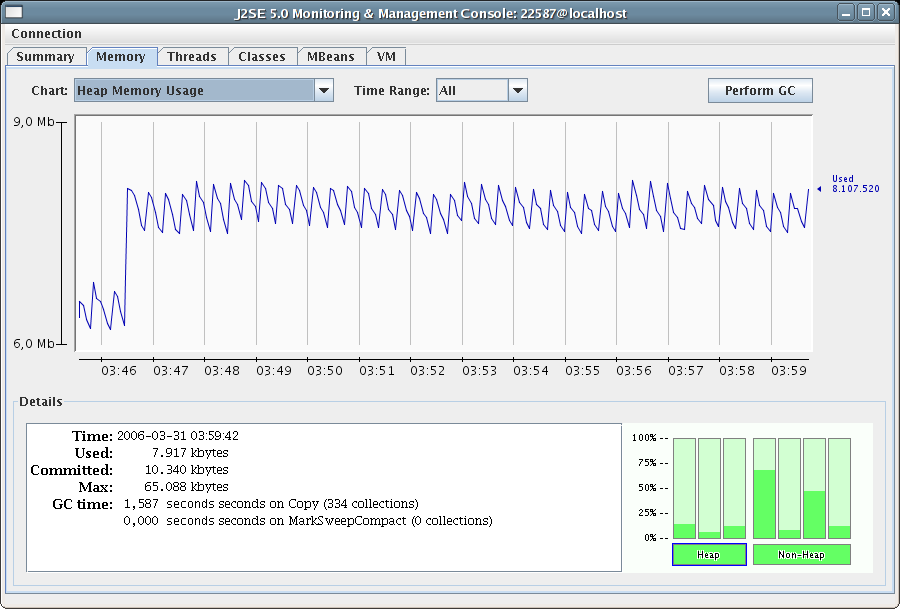 J2SE 5.0 Monitoring & Management Console: 22587@localhost
Connection
Summary Memory Threads Classes MBeans VM
Chart: Heap Memory Usage Time Range: All Perform GC
9,0 Mb
Used
8.107.520
6,0 Mb
03:46 03:47 03:48 03:49 03:50 03:51 03:52 03:53 03:54 03:55 03:56 03:57 03:58 03:59
Details
Time: 2006-03-31 03:59:42
Used: 7.917 kbytes
Committed: 10.340 kbytes
Max: 65.088 kbytes
GC time: 1,587 seconds seconds on Copy (334 collections)
0,000 seconds seconds on MarkSweepCompact (0 collections)
100% --
75% --
50% --
25% --
0% --
Heap Non-Heap